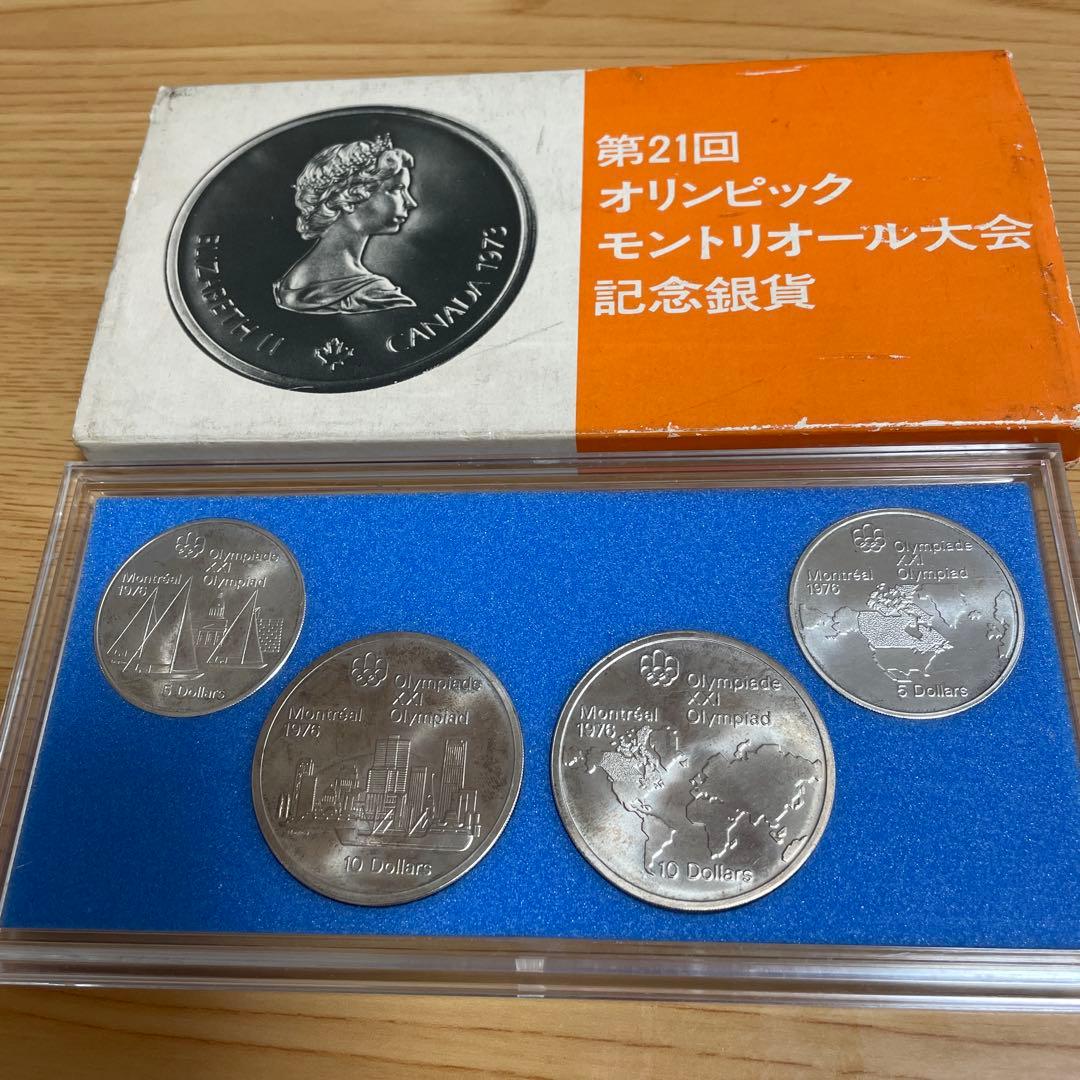 ELIZABETH II CANADA 1973
第21回
オリンピック
モントリオール大会
記念銀貨
Olympiade
XXI
Montréal Olympiad
1976
5 Dollars
Olympiade
XXI
Montréal Olympiad
1976
10 Dollars
Olympiade
XXI
Montréal Olympiad
1976
10 Dollars
Olympiade
XXI
Montréal Olympiad
1976
5 Dollars